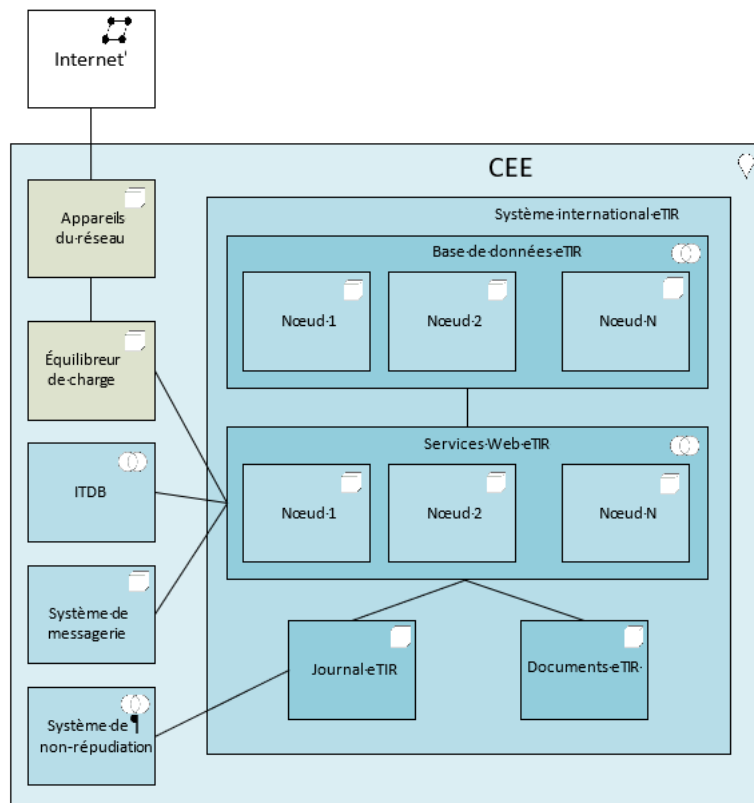 Internet'
CEE
Appareils
du·réseau
Système·international·eTIR
Base·de·données·eTIR
Nœud·1
Nœud·2
Nœud·N
Équilibreur
de·charge
Services·Web·eTIR
ITDB
Nœud·1
Nœud·2
Nœud·N
Système·de
messagerie
Journal·eTIR
Documents·eTIR·
Système·de·¶
non-répudiation